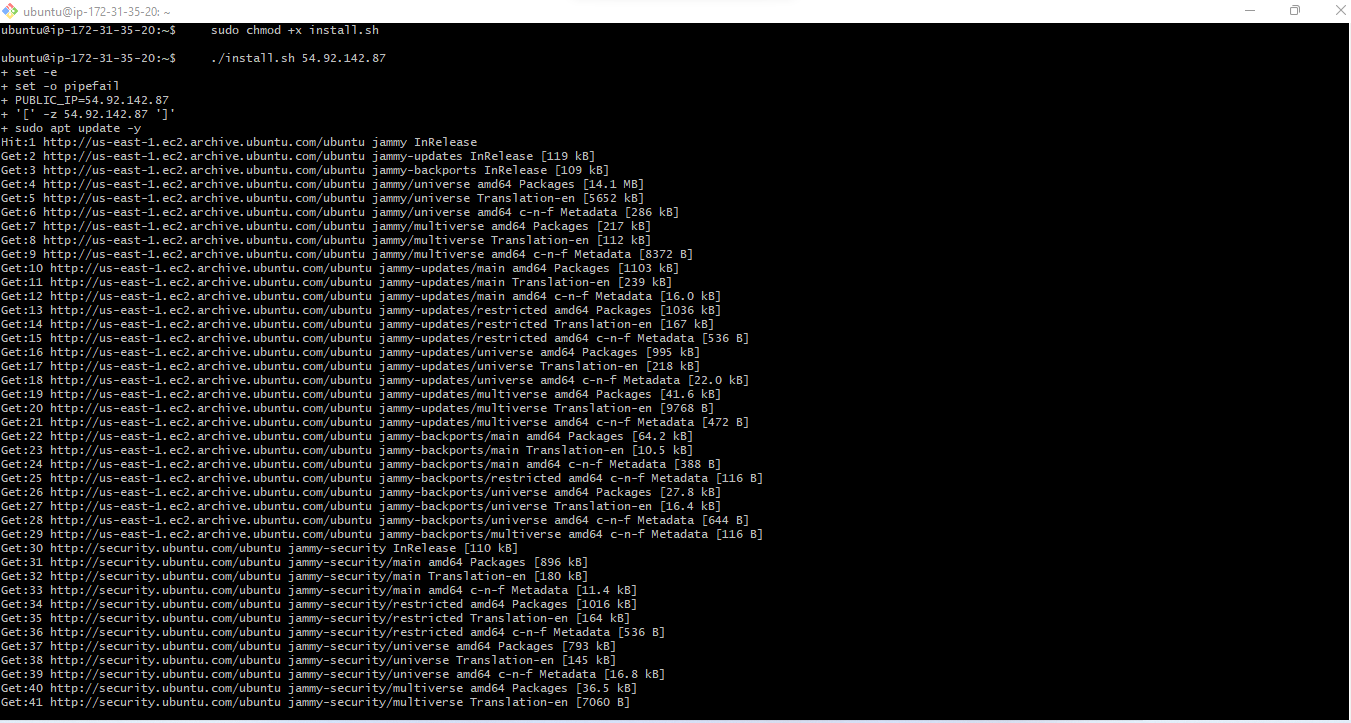 ubuntu@ip-172-31-35-20: ~
ubuntu@ip-172-31-35-20:~$     sudo chmod +x install.sh
ubuntu@ip-172-31-35-20:~$     ./install.sh 54.92.142.87
+ set -e
+ set -o pipefail
+ PUBLIC_IP=54.92.142.87
+ '[' -z 54.92.142.87 ']'
+ sudo apt update -y
Hit:1 http://us-east-1.ec2.archive.ubuntu.com/ubuntu jammy InRelease
Get:2 http://us-east-1.ec2.archive.ubuntu.com/ubuntu jammy-updates InRelease [119 kB]
Get:3 http://us-east-1.ec2.archive.ubuntu.com/ubuntu jammy-backports InRelease [109 kB]
Get:4 http://us-east-1.ec2.archive.ubuntu.com/ubuntu jammy/universe amd64 Packages [14.1 MB]
Get:5 http://us-east-1.ec2.archive.ubuntu.com/ubuntu jammy/universe Translation-en [5652 kB]
Get:6 http://us-east-1.ec2.archive.ubuntu.com/ubuntu jammy/universe amd64 c-n-f Metadata [286 kB]
Get:7 http://us-east-1.ec2.archive.ubuntu.com/ubuntu jammy/multiverse amd64 Packages [217 kB]
Get:8 http://us-east-1.ec2.archive.ubuntu.com/ubuntu jammy/multiverse Translation-en [112 kB]
Get:9 http://us-east-1.ec2.archive.ubuntu.com/ubuntu jammy/multiverse amd64 c-n-f Metadata [8372 B]
Get:10 http://us-east-1.ec2.archive.ubuntu.com/ubuntu jammy-updates/main amd64 Packages [1103 kB]
Get:11 http://us-east-1.ec2.archive.ubuntu.com/ubuntu jammy-updates/main Translation-en [239 kB]
Get:12 http://us-east-1.ec2.archive.ubuntu.com/ubuntu jammy-updates/main amd64 c-n-f Metadata [16.0 kB]
Get:13 http://us-east-1.ec2.archive.ubuntu.com/ubuntu jammy-updates/restricted amd64 Packages [1036 kB]
Get:14 http://us-east-1.ec2.archive.ubuntu.com/ubuntu jammy-updates/restricted Translation-en [167 kB]
Get:15 http://us-east-1.ec2.archive.ubuntu.com/ubuntu jammy-updates/restricted amd64 c-n-f Metadata [536 B]
Get:16 http://us-east-1.ec2.archive.ubuntu.com/ubuntu jammy-updates/universe amd64 Packages [995 kB]
Get:17 http://us-east-1.ec2.archive.ubuntu.com/ubuntu jammy-updates/universe Translation-en [218 kB]
Get:18 http://us-east-1.ec2.archive.ubuntu.com/ubuntu jammy-updates/universe amd64 c-n-f Metadata [22.0 kB]
Get:19 http://us-east-1.ec2.archive.ubuntu.com/ubuntu jammy-updates/multiverse amd64 Packages [41.6 kB]
Get:20 http://us-east-1.ec2.archive.ubuntu.com/ubuntu jammy-updates/multiverse Translation-en [9768 B]
Get:21 http://us-east-1.ec2.archive.ubuntu.com/ubuntu jammy-updates/multiverse amd64 c-n-f Metadata [472 B]
Get:22 http://us-east-1.ec2.archive.ubuntu.com/ubuntu jammy-backports/main amd64 Packages [64.2 kB]
Get:23 http://us-east-1.ec2.archive.ubuntu.com/ubuntu jammy-backports/main Translation-en [10.5 kB]
Get:24 http://us-east-1.ec2.archive.ubuntu.com/ubuntu jammy-backports/main amd64 c-n-f Metadata [388 B]
Get:25 http://us-east-1.ec2.archive.ubuntu.com/ubuntu jammy-backports/restricted amd64 c-n-f Metadata [116 B]
Get:26 http://us-east-1.ec2.archive.ubuntu.com/ubuntu jammy-backports/universe amd64 Packages [27.8 kB]
Get:27 http://us-east-1.ec2.archive.ubuntu.com/ubuntu jammy-backports/universe Translation-en [16.4 kB]
Get:28 http://us-east-1.ec2.archive.ubuntu.com/ubuntu jammy-backports/universe amd64 c-n-f Metadata [644 B]
Get:29 http://us-east-1.ec2.archive.ubuntu.com/ubuntu jammy-backports/multiverse amd64 c-n-f Metadata [116 B]
Get:30 http://security.ubuntu.com/ubuntu jammy-security InRelease [110 kB]
Get:31 http://security.ubuntu.com/ubuntu jammy-security/main amd64 Packages [896 kB]
Get:32 http://security.ubuntu.com/ubuntu jammy-security/main Translation-en [180 kB]
Get:33 http://security.ubuntu.com/ubuntu jammy-security/main amd64 c-n-f Metadata [11.4 kB]
Get:34 http://security.ubuntu.com/ubuntu jammy-security/restricted amd64 Packages [1016 kB]
Get:35 http://security.ubuntu.com/ubuntu jammy-security/restricted Translation-en [164 kB]
Get:36 http://security.ubuntu.com/ubuntu jammy-security/restricted amd64 c-n-f Metadata [536 B]
Get:37 http://security.ubuntu.com/ubuntu jammy-security/universe amd64 Packages [793 kB]
Get:38 http://security.ubuntu.com/ubuntu jammy-security/universe Translation-en [145 kB]
Get:39 http://security.ubuntu.com/ubuntu jammy-security/universe amd64 c-n-f Metadata [16.8 kB]
Get:40 http://security.ubuntu.com/ubuntu jammy-security/multiverse amd64 Packages [36.5 kB]
Get:41 http://security.ubuntu.com/ubuntu jammy-security/multiverse Translation-en [7060 B]